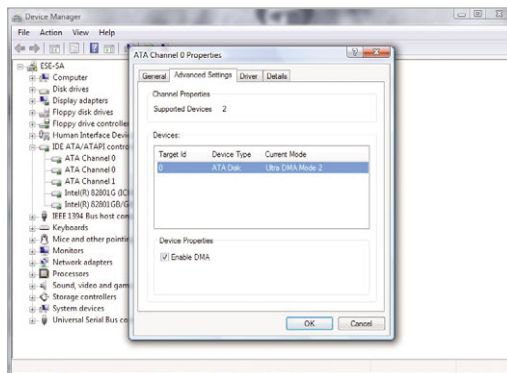 Device Manager
File Action View Help
ESE-SA
Computer
Disk drives
Display adapters
Floppy disk drives
Floppy drive controlle
Human Interface Devi
IDE ATA/ATAPI contro
ATA Channel 0
ATA Channel 0
ATA Channel 1
Intel(R) 82801G (ICH
Intel(R) 82801GB/G
IEEE 1394 Bus host con
Keyboards
Mice and other pointin
Monitors
Network adapters
Processors
Sound, video and gam
Storage controllers
System devices
Universal Serial Bus co
ATA Channel 0 Properties
General Advanced Settings Driver Details
Channel Properties
Supported Devices 2
Devices:
Target Id Device Type Current Mode
0 ATA Disk Ultra DMA Mode 2
Device Properties
Enable DMA
OK Cancel